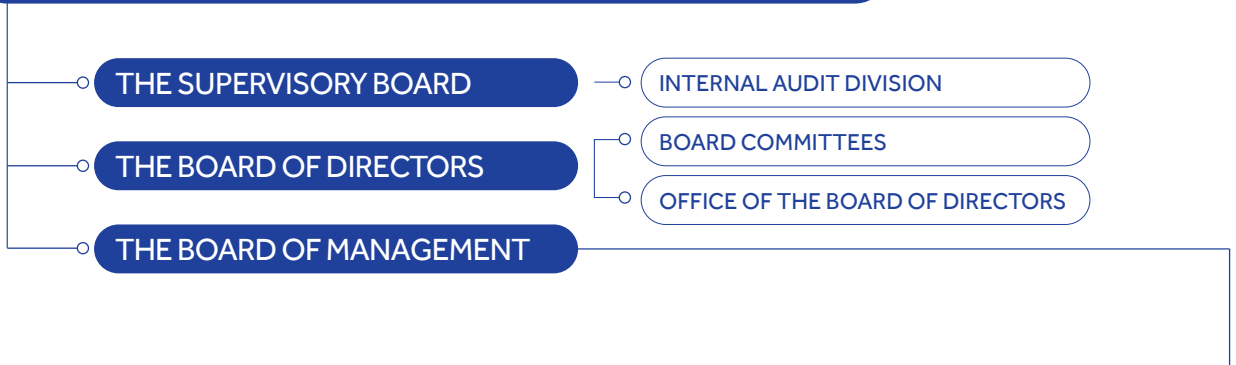 THE SUPERVISORY BOARD
INTERNAL AUDIT DIVISION
BOARD COMMITTEES
THE BOARD OF DIRECTORS
OFFICE OF THE BOARD OF DIRECTORS
THE BOARD OF MANAGEMENT